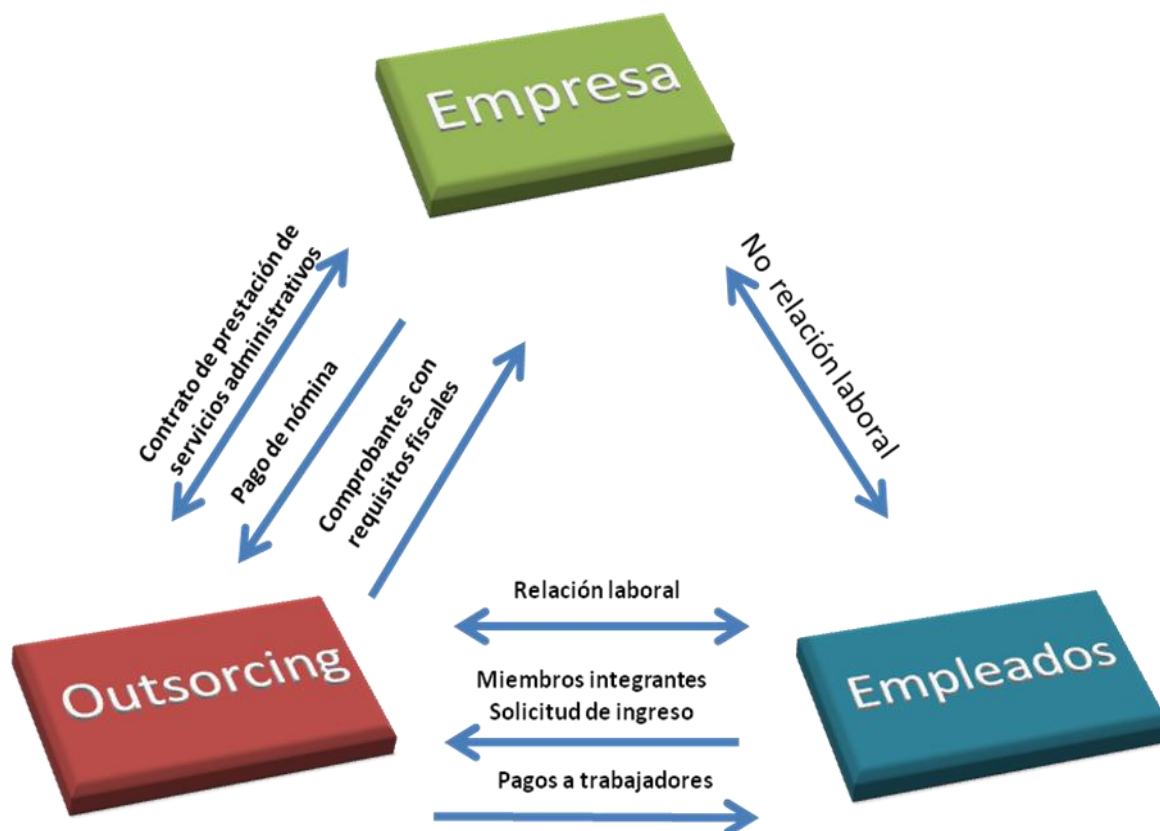 Empresa
Contrato de prestación de
servicios administrativos
Pago de nómina
Comprobantes con
requisitos fiscales
No relación laboral
Outsorcing
Relación laboral
Miembros integrantes
Solicitud de ingreso
Pagos a trabajadores
Empleados